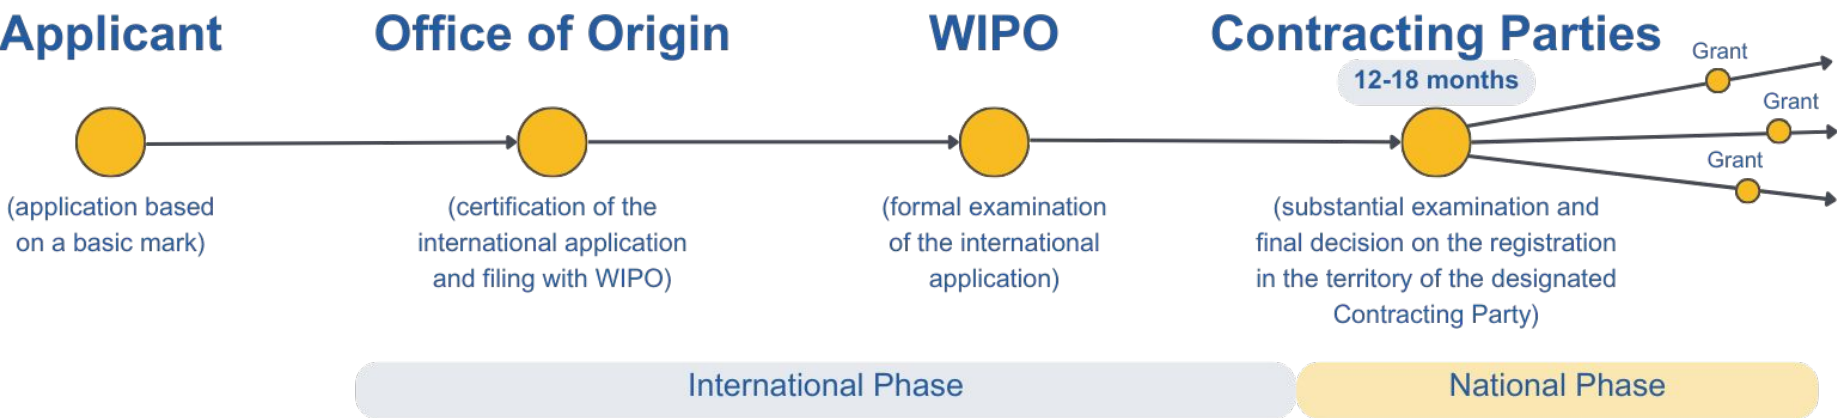 Applicant
Office of Origin
WIPO
Contracting Parties
12-18 months
Grant
Grant
Grant
(application based
on a basic mark)
(certification of the
international application
and filing with WIPO)
(formal examination
of the international
application)
(substantial examination and
final decision on the registration
in the territory of the designated
Contracting Party)
International Phase
National Phase